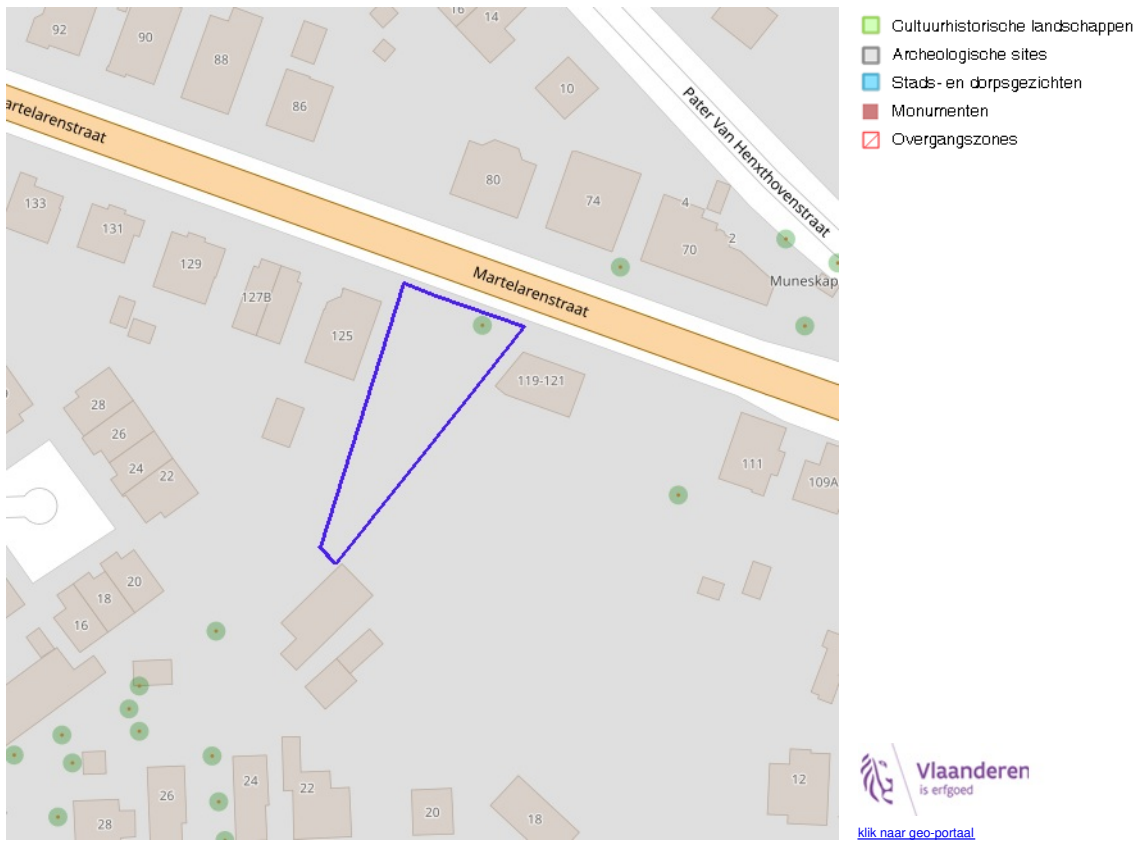 92
90
88
86
16
14
10
Pater Van Henxthovenstraat
artelarenstraat
80
74
4
70
2
Muneskap
133
131
129
127B
125
Martelarenstraat
119-121
111
109A
28
26
24
22
20
18
16
24
22
26
28
20
18
12
Cultuurhistorische landschappen
Archeologische sites
Stads- en dorpsgezichten
Monumenten
Overgangszones
Vlaanderen
is erfgoed
klik naar geo-portaal